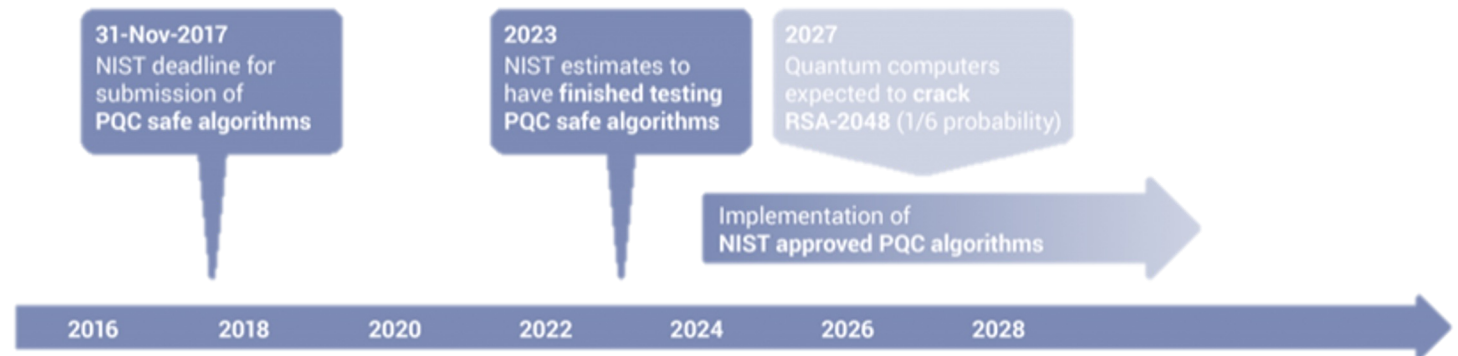 31-Nov-2017
NIST deadline for
submission of
PQC safe algorithms
2023
NIST estimates to
have finished testing
PQC safe algorithms
2027
Quantum computers
expected to crack
RSA-2048 (1/6 probability)
Implementation of
NIST approved PQC algorithms
2016 2018 2020 2022 2024 2026 2028